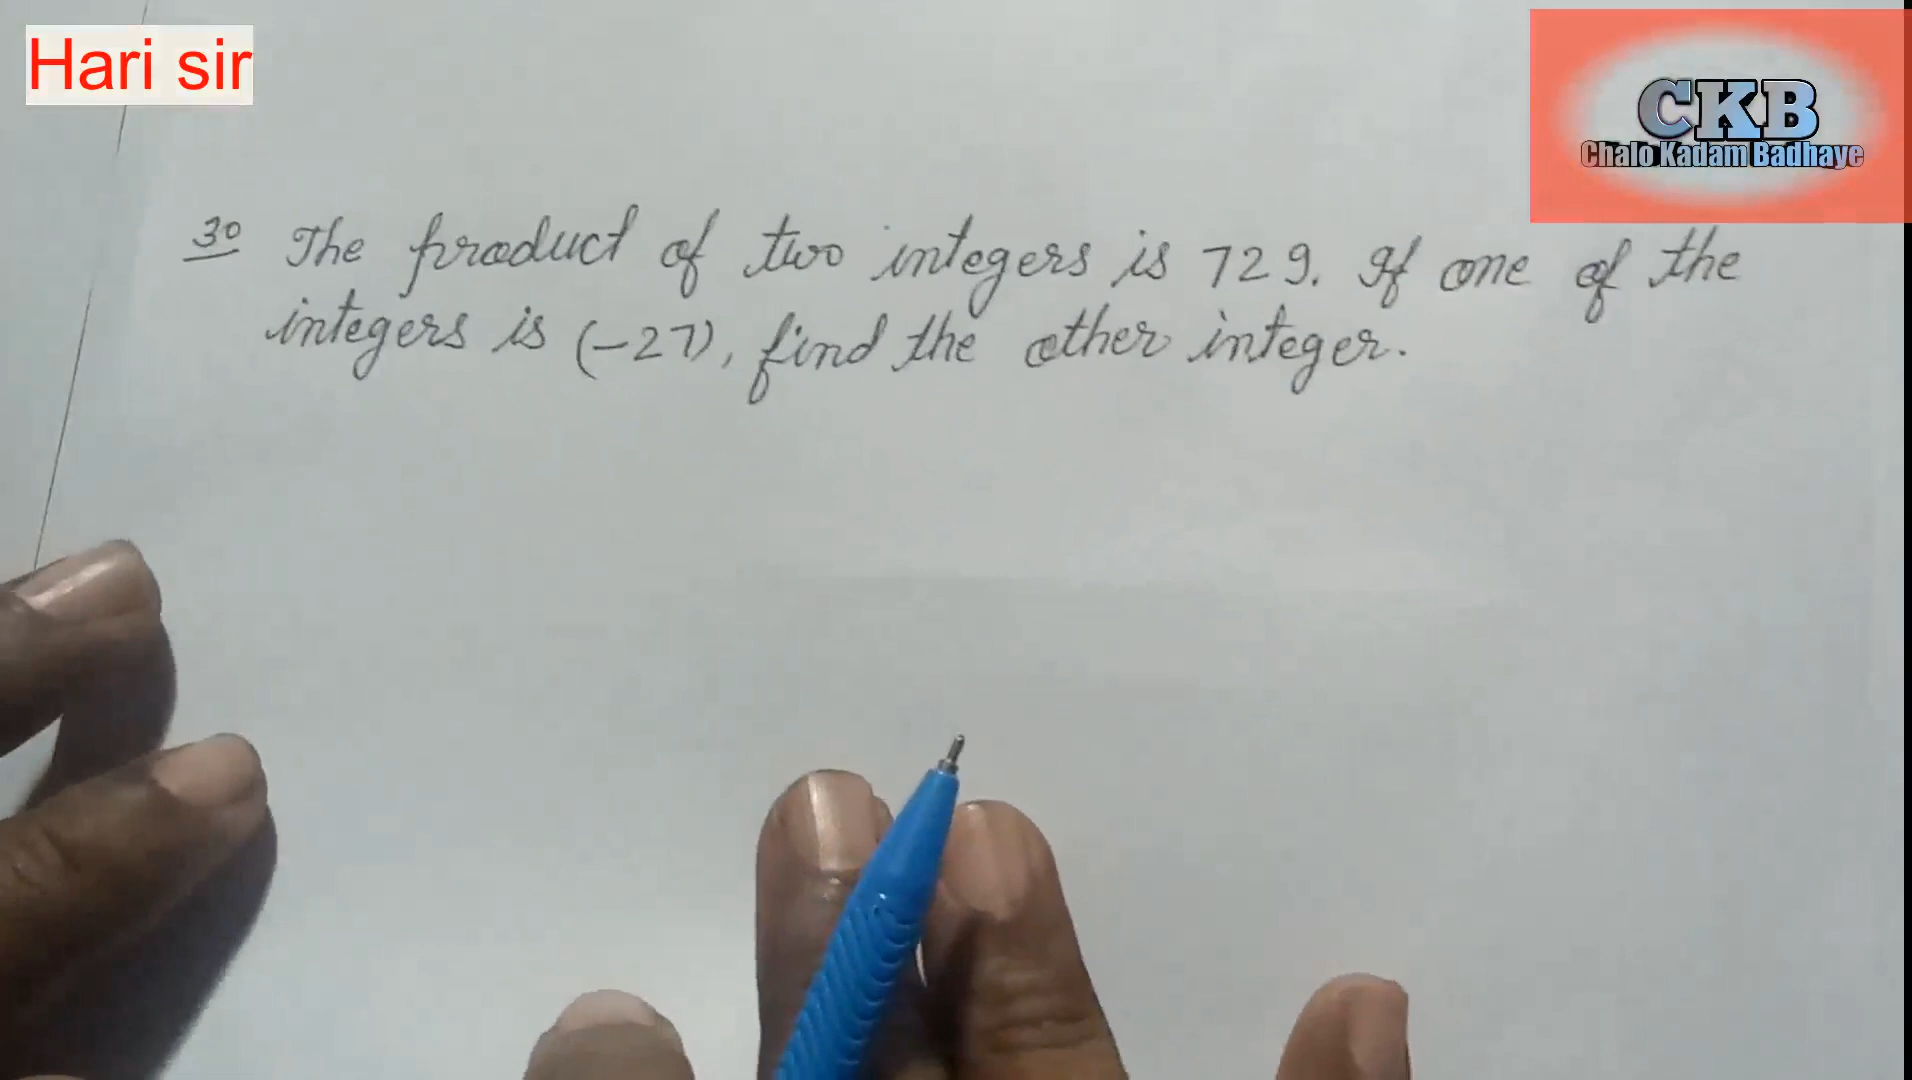 Hari sir
CKB
Chalo Kadam Badhaye
30 The product of two integers is 729. If one of the
integers is (-27), find the other integer.